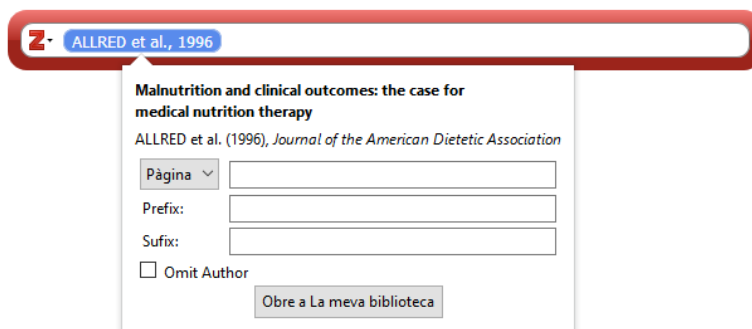 Z
ALLRED et al., 1996
Malnutrition and clinical outcomes: the case for
medical nutrition therapy
ALLRED et al. (1996), Journal of the American Dietetic Association
Pàgina
Prefix:
Sufix:
Omit Author
Obre a La meva biblioteca